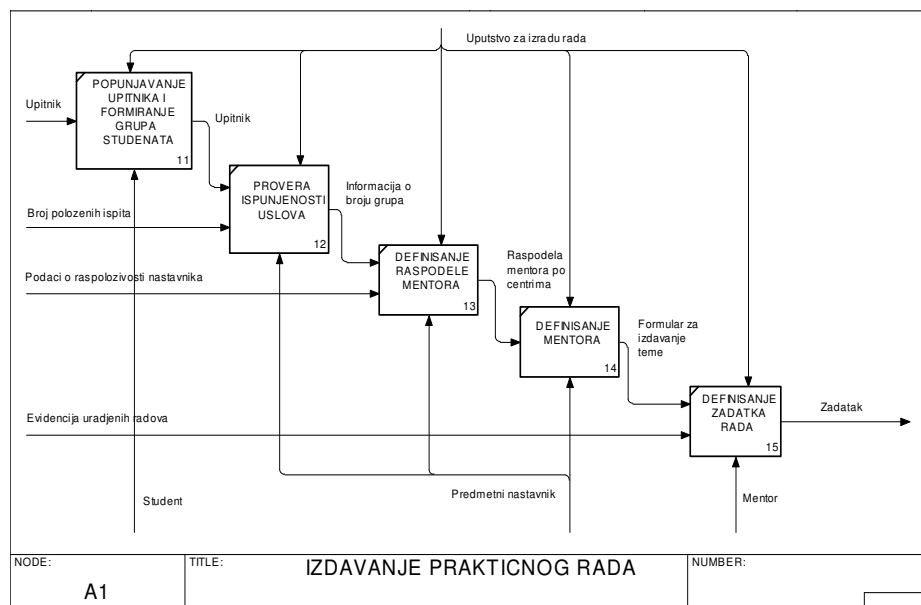 Uputstvo za izradu rada
POPUNJAVANJE
UPITNIKA I
FORMIRANJE
GRUPA
STUDENATA
11
Upitnik
Upitnik
PROVERA
ISPUNJENOSTI
USLOVA
12
Broj polozenih ispita
Informacija o
broju grupa
DEFINISANJE
RASPODELE
MENTORA
13
Podaci o raspolozivosti nastavnika
Raspodela
mentora po
centrima
DEFINISANJE
MENTORA
14
Formular za
izdavanje
teme
DEFINISANJE
ZADATKA
RADA
15
Evidencija uradjenih radova
Zadatak
Student
Predmetni nastavnik
Mentor
NODE:
A1
TITLE:
IZDAVANJE PRAKTICNOG RADA
NUMBER: